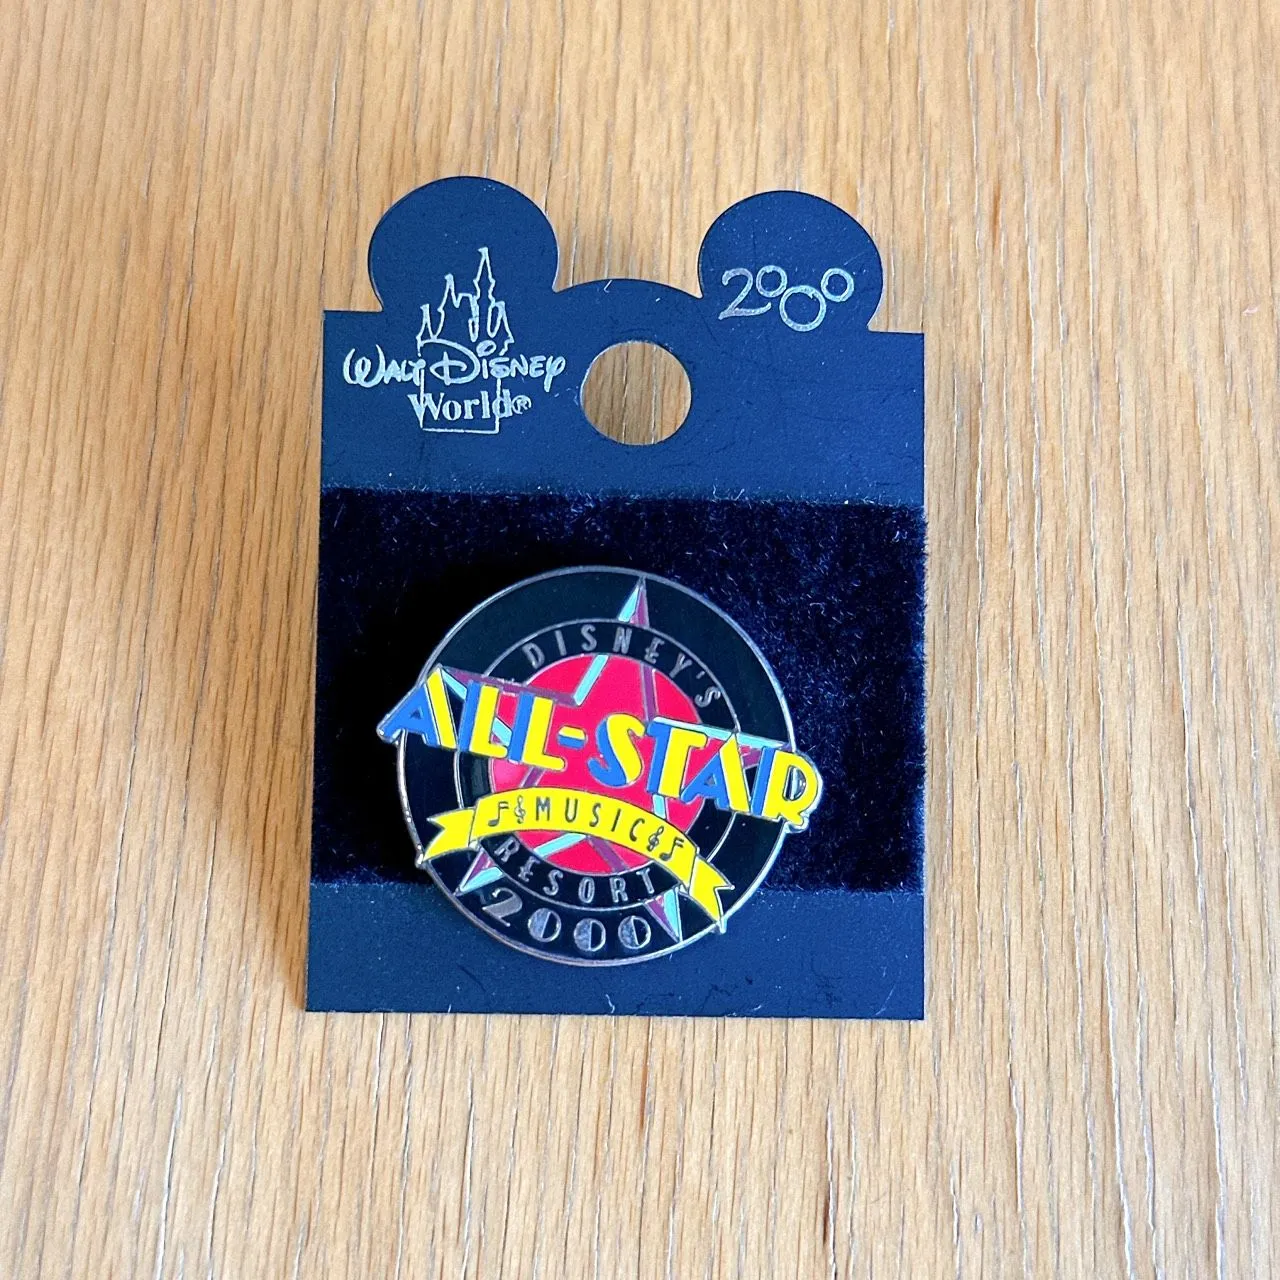 WALT DISNEY
World®
2000
DISNEY'S
ALL-STAR
MUSIC
RESORT
2000